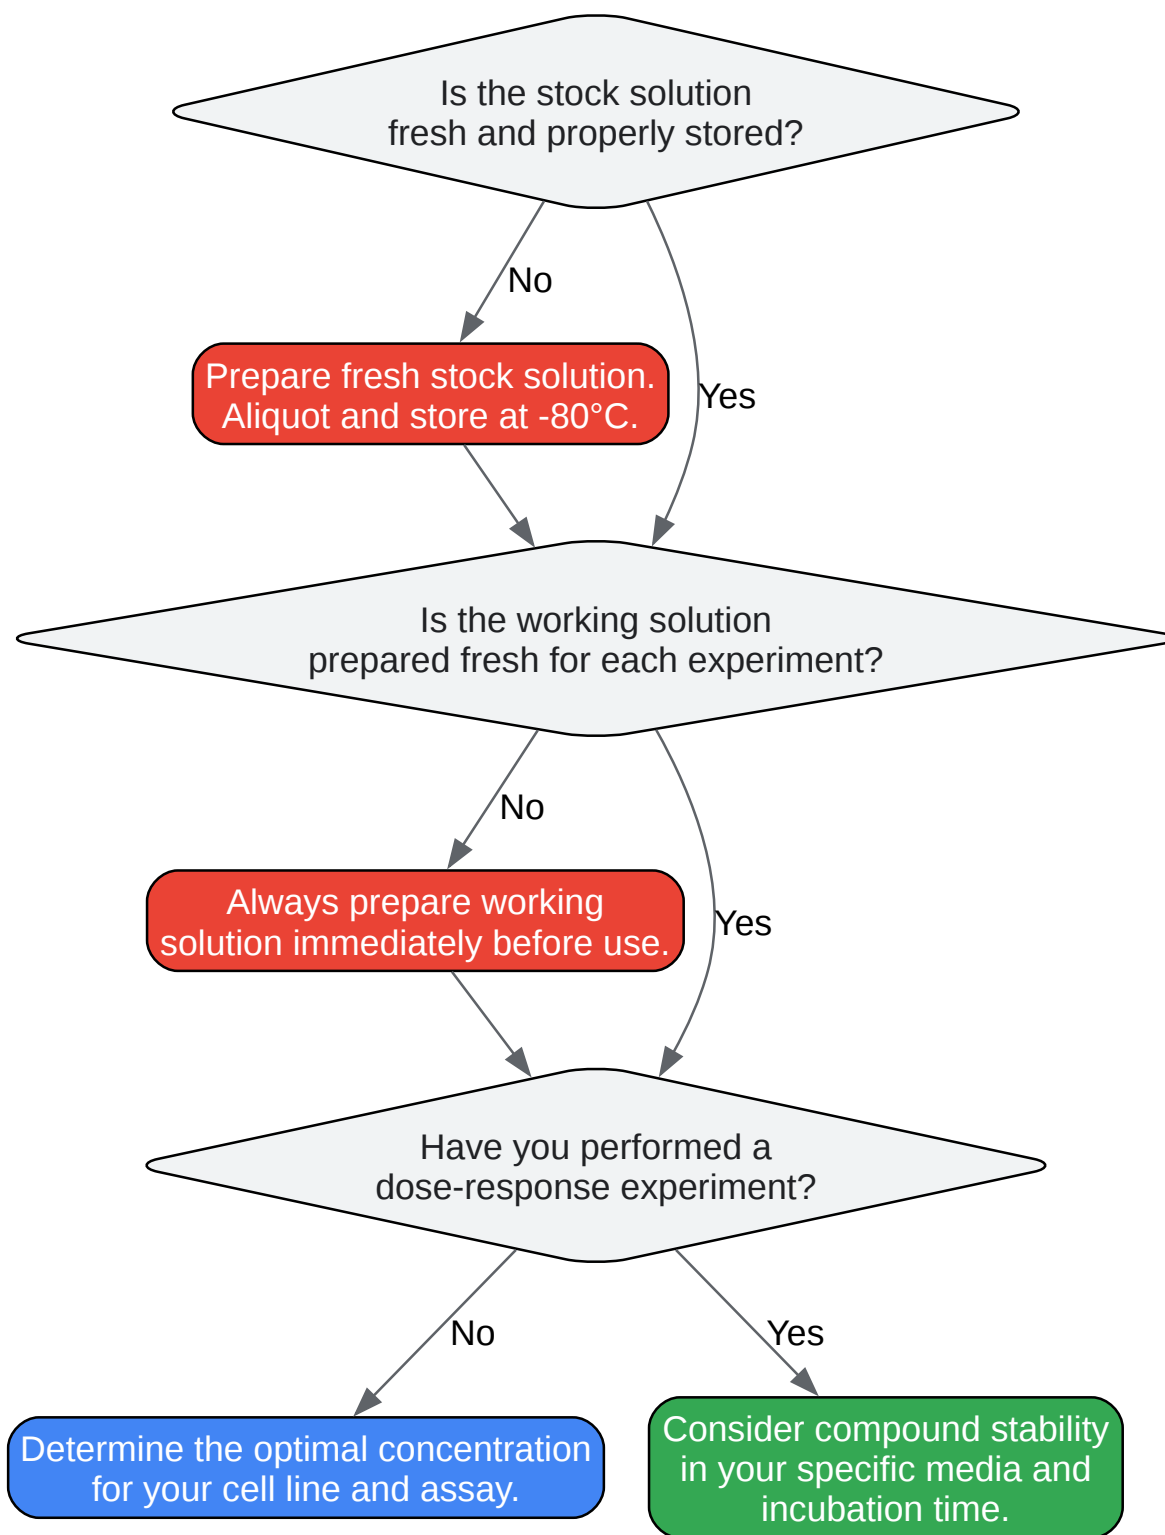 Is the stock solution
fresh and properly stored?
No
Prepare fresh stock solution.
Aliquot and store at -80°C.
Yes
Is the working solution
prepared fresh for each experiment?
No
Always prepare working
solution immediately before use.
Yes
Have you performed a
dose-response experiment?
No
Yes
Determine the optimal concentration
for your cell line and assay.
Consider compound stability
in your specific media and
incubation time.